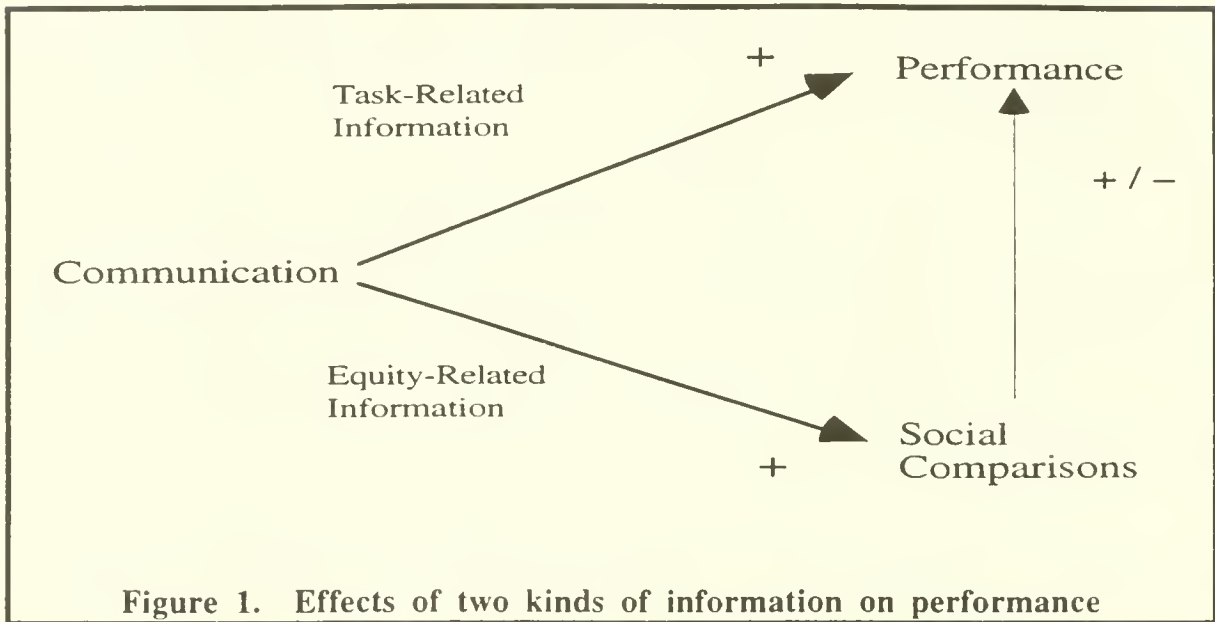 +
Performance
Task-Related
Information
+ / −
Communication
Equity-Related
Information
+
Social
Comparisons
Figure 1. Effects of two kinds of information on performance